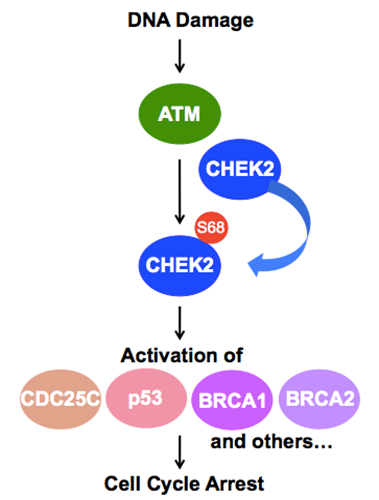 DNA Damage
ATM
CHEK2
S68
CHEK2
Activation of
CDC25C p53 BRCA1 BRCA2
and others…
Cell Cycle Arrest